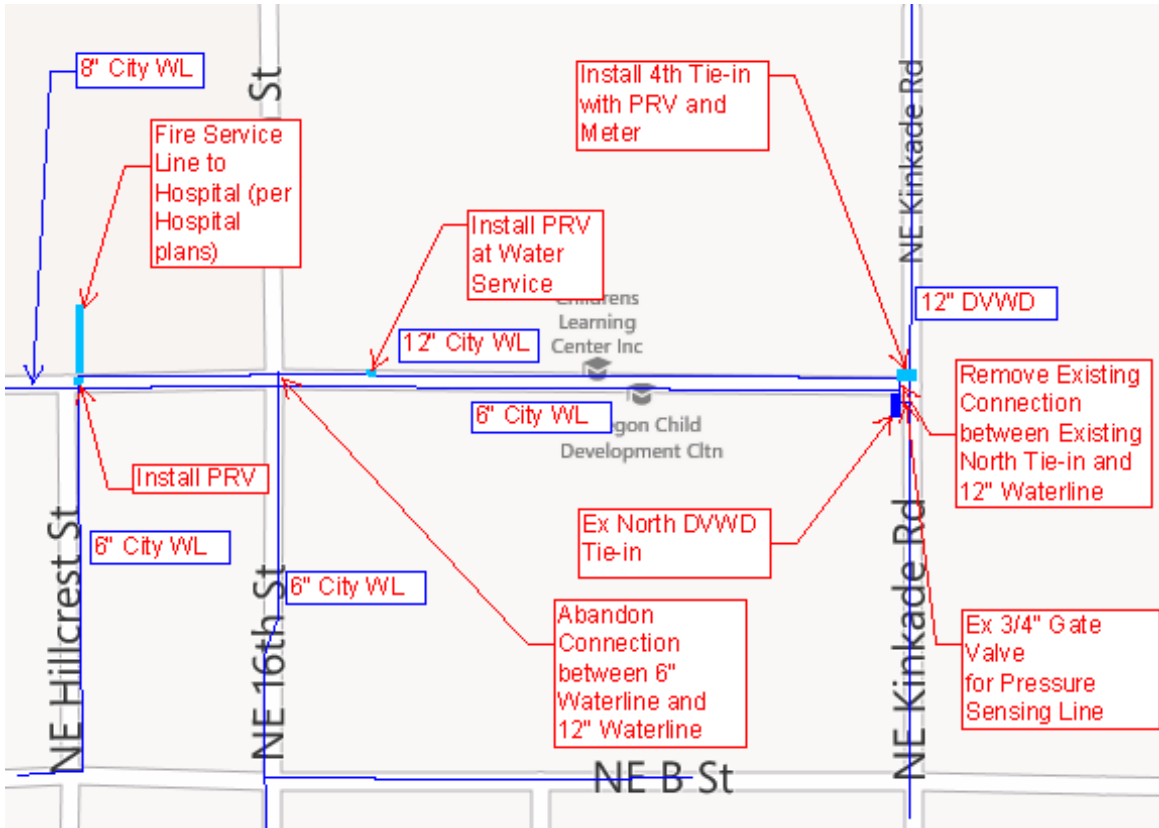 8" City WL
St
Fire Service
Line to
Hospital (per
Hospital
plans)
Install 4th Tie-in
with PRV and
Meter
NE Kinkade Rd
Install PRV
at Water
Service
Childrens
Learning
Center Inc
12" City WL
12" DVWD
Remove Existing
Connection
between Existing
North Tie-in and
12" Waterline
6" City WL
Child
Development Cltn
Install PRV
Ex North DVWD
Tie-in
6" City WL
6" City WL
NE Hillcrest St
NE 16th St
Abandon
Connection
between 6"
Waterline and
12" Waterline
NE Kinkade Rd
Ex 3/4" Gate
Valve
for Pressure
Sensing Line
NE B St